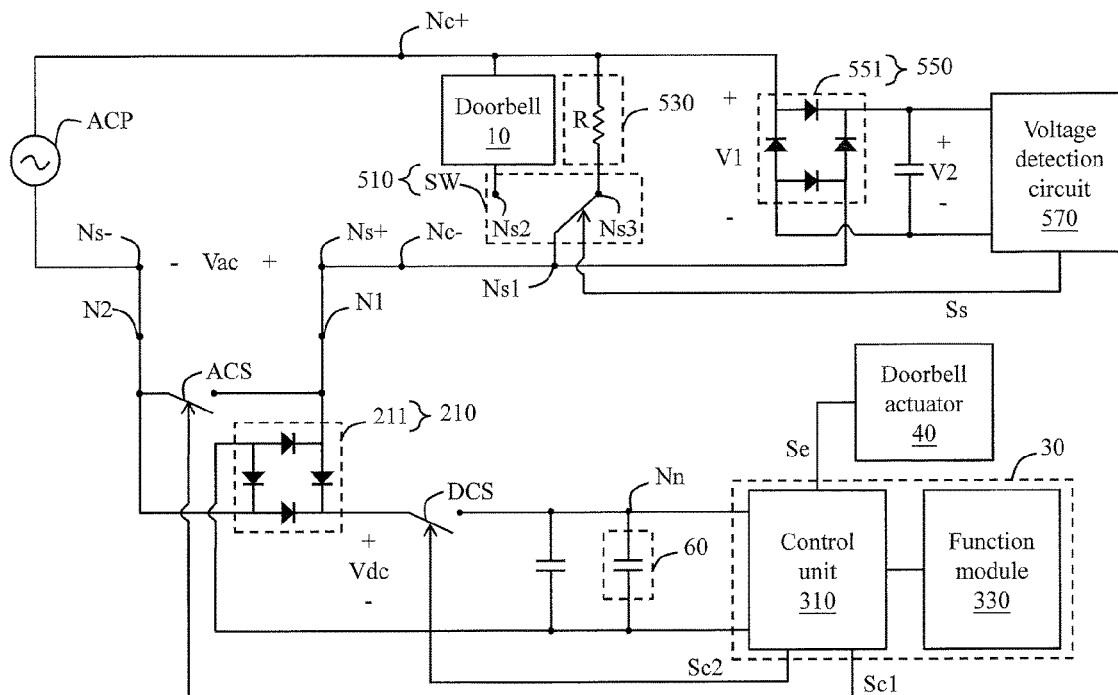 Nc+
ACP
Doorbell
10
R
530
+
V1
-
551
550
+
V2
-
Voltage
detection
circuit
570
510
SW
Ns2
Ns3
Ns-
- Vac +
Ns+
Nc-
Ns1
Ss
N2
N1
ACS
211
210
DCS
Nn
60
+
Vdc
-
Doorbell
actuator
40
Se
30
Control
unit
310
Function
module
330
Sc2
Sc1